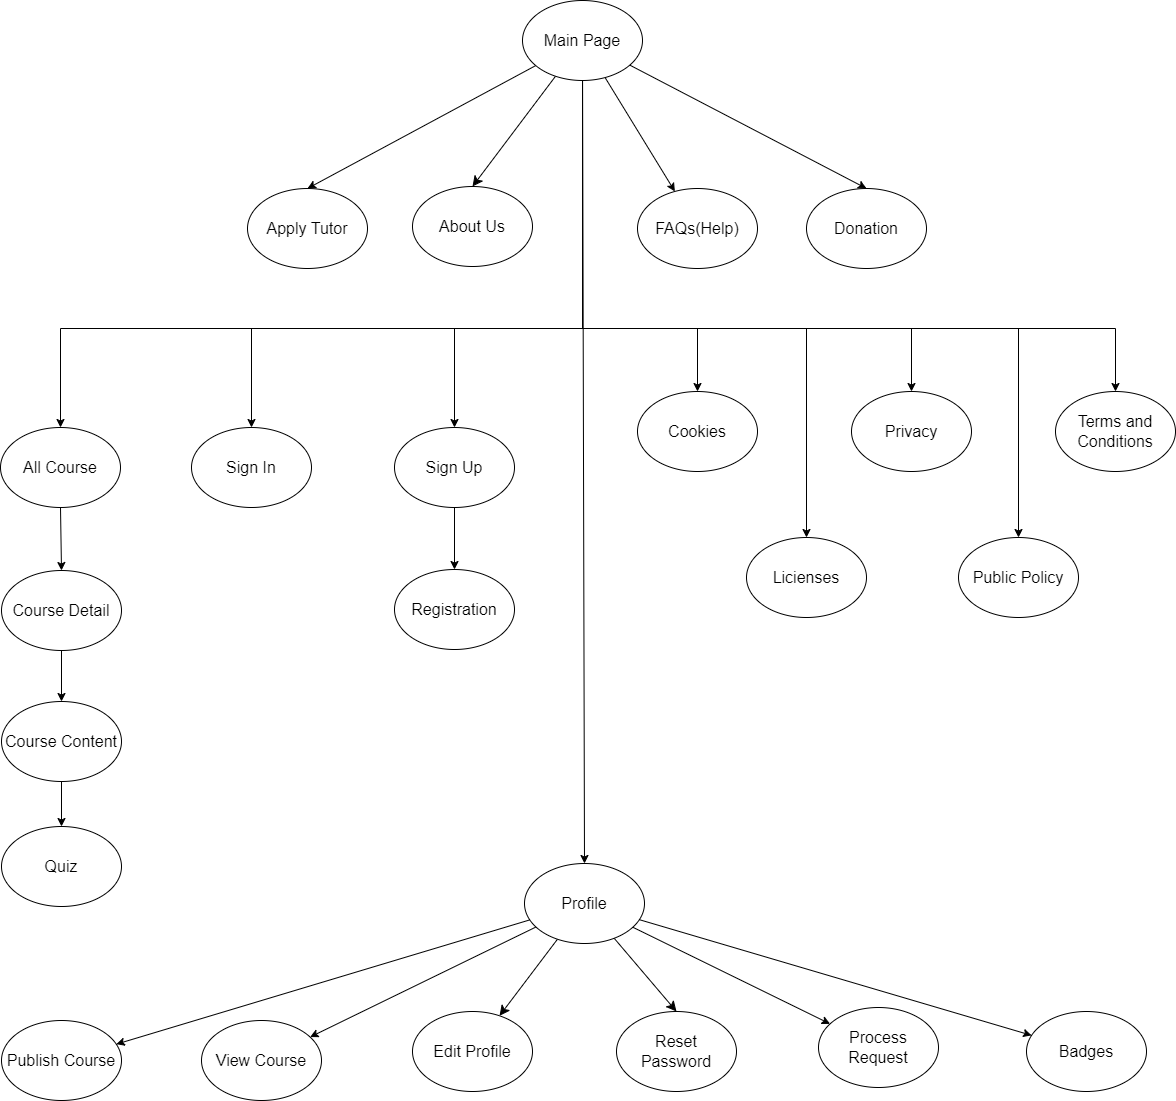 Main Page
Apply Tutor
About Us
FAQs(Help)
Donation
All Course
Sign In
Sign Up
Cookies
Privacy
Terms and
Conditions
Course Detail
Registration
Licienses
Public Policy
Course Content
Quiz
Profile
Publish Course
View Course
Edit Profile
Reset
Password
Process
Request
Badges